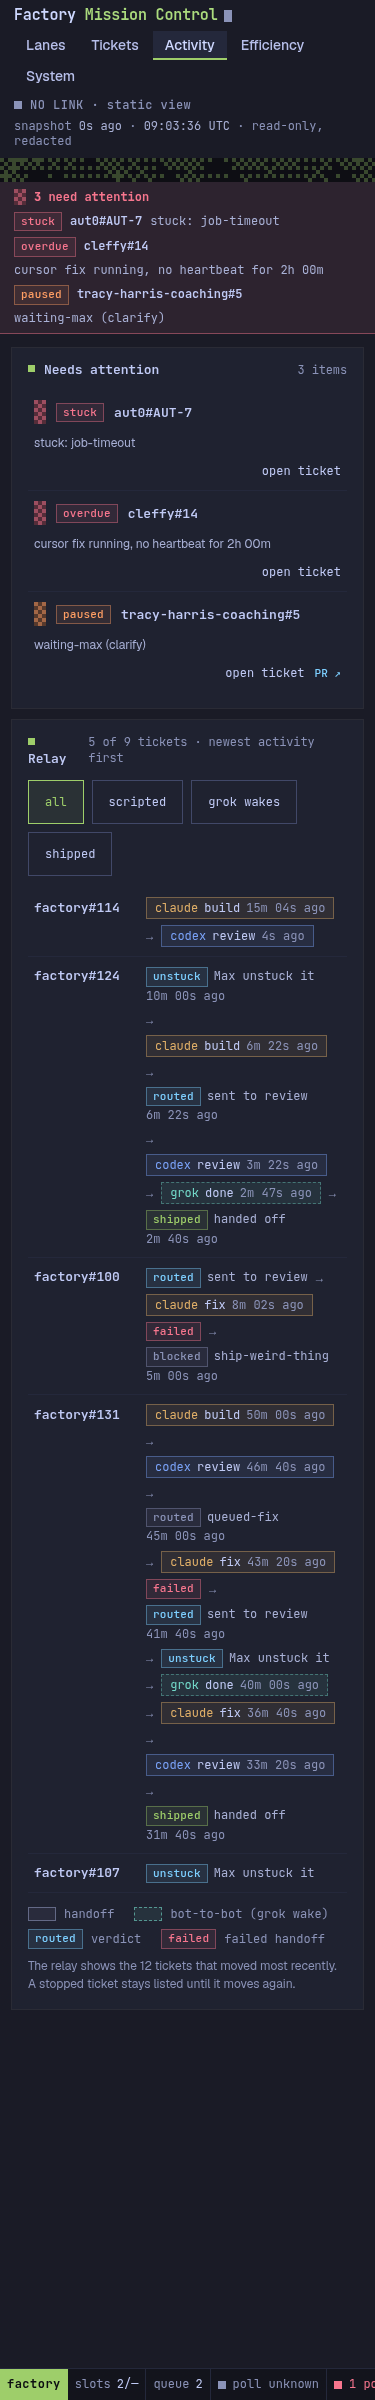 Factory Mission Control
Lanes Tickets Activity Efficiency
System
NO LINK · static view
snapshot 0s ago · 09:03:36 UTC · read-only,
redacted
3 need attention
stuck aut0#AUT-7 stuck: job-timeout
overdue cleffy#14
cursor fix running, no heartbeat for 2h 00m
paused tracy-harris-coaching#5
waiting-max (clarify)
Needs attention 3 items
stuck aut0#AUT-7
stuck: job-timeout
open ticket
overdue cleffy#14
cursor fix running, no heartbeat for 2h 00m
open ticket
paused tracy-harris-coaching#5
waiting-max (clarify)
open ticket PR ↗
Relay 5 of 9 tickets · newest activity
first
all scripted grok wakes
shipped
factory#114 claude build 15m 04s ago
→ codex review 4s ago
factory#124 unstuck Max unstuck it
10m 00s ago
→
claude build 6m 22s ago
→
routed sent to review
6m 22s ago
→
codex review 3m 22s ago
→ grok done 2m 47s ago →
shipped handed off
2m 40s ago
factory#100 routed sent to review →
claude fix 8m 02s ago
failed →
blocked ship-weird-thing
5m 00s ago
factory#131 claude build 50m 00s ago
→
codex review 46m 40s ago
→
routed queued-fix
45m 00s ago
→ claude fix 43m 20s ago
failed →
routed sent to review
41m 40s ago
→ unstuck Max unstuck it
→ grok done 40m 00s ago
→ claude fix 36m 40s ago
→
codex review 33m 20s ago
→
shipped handed off
31m 40s ago
factory#107 unstuck Max unstuck it
handoff bot-to-bot (grok wake)
routed verdict failed failed handoff
The relay shows the 12 tickets that moved most recently.
A stopped ticket stays listed until it moves again.
factory slots 2/— queue 2 poll unknown 1